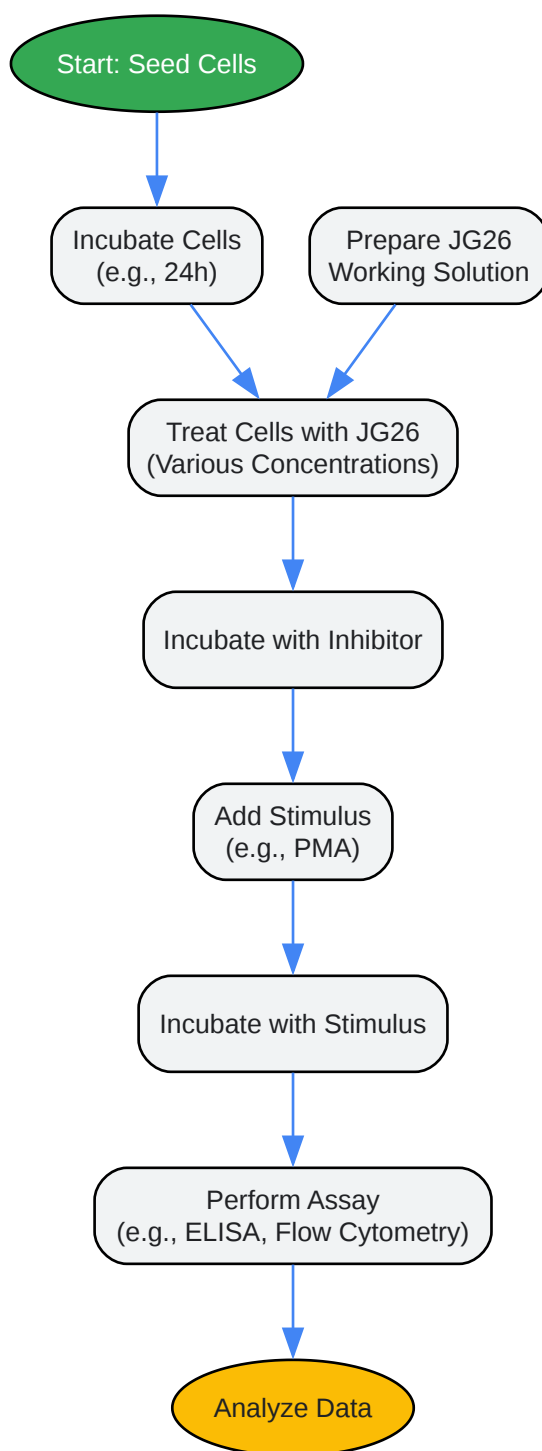 Start: Seed Cells
Incubate Cells
(e.g., 24h)
Prepare JG26
Working Solution
Treat Cells with JG26
(Various Concentrations)
Incubate with Inhibitor
Add Stimulus
(e.g., PMA)
Incubate with Stimulus
Perform Assay
(e.g., ELISA, Flow Cytometry)
Analyze Data